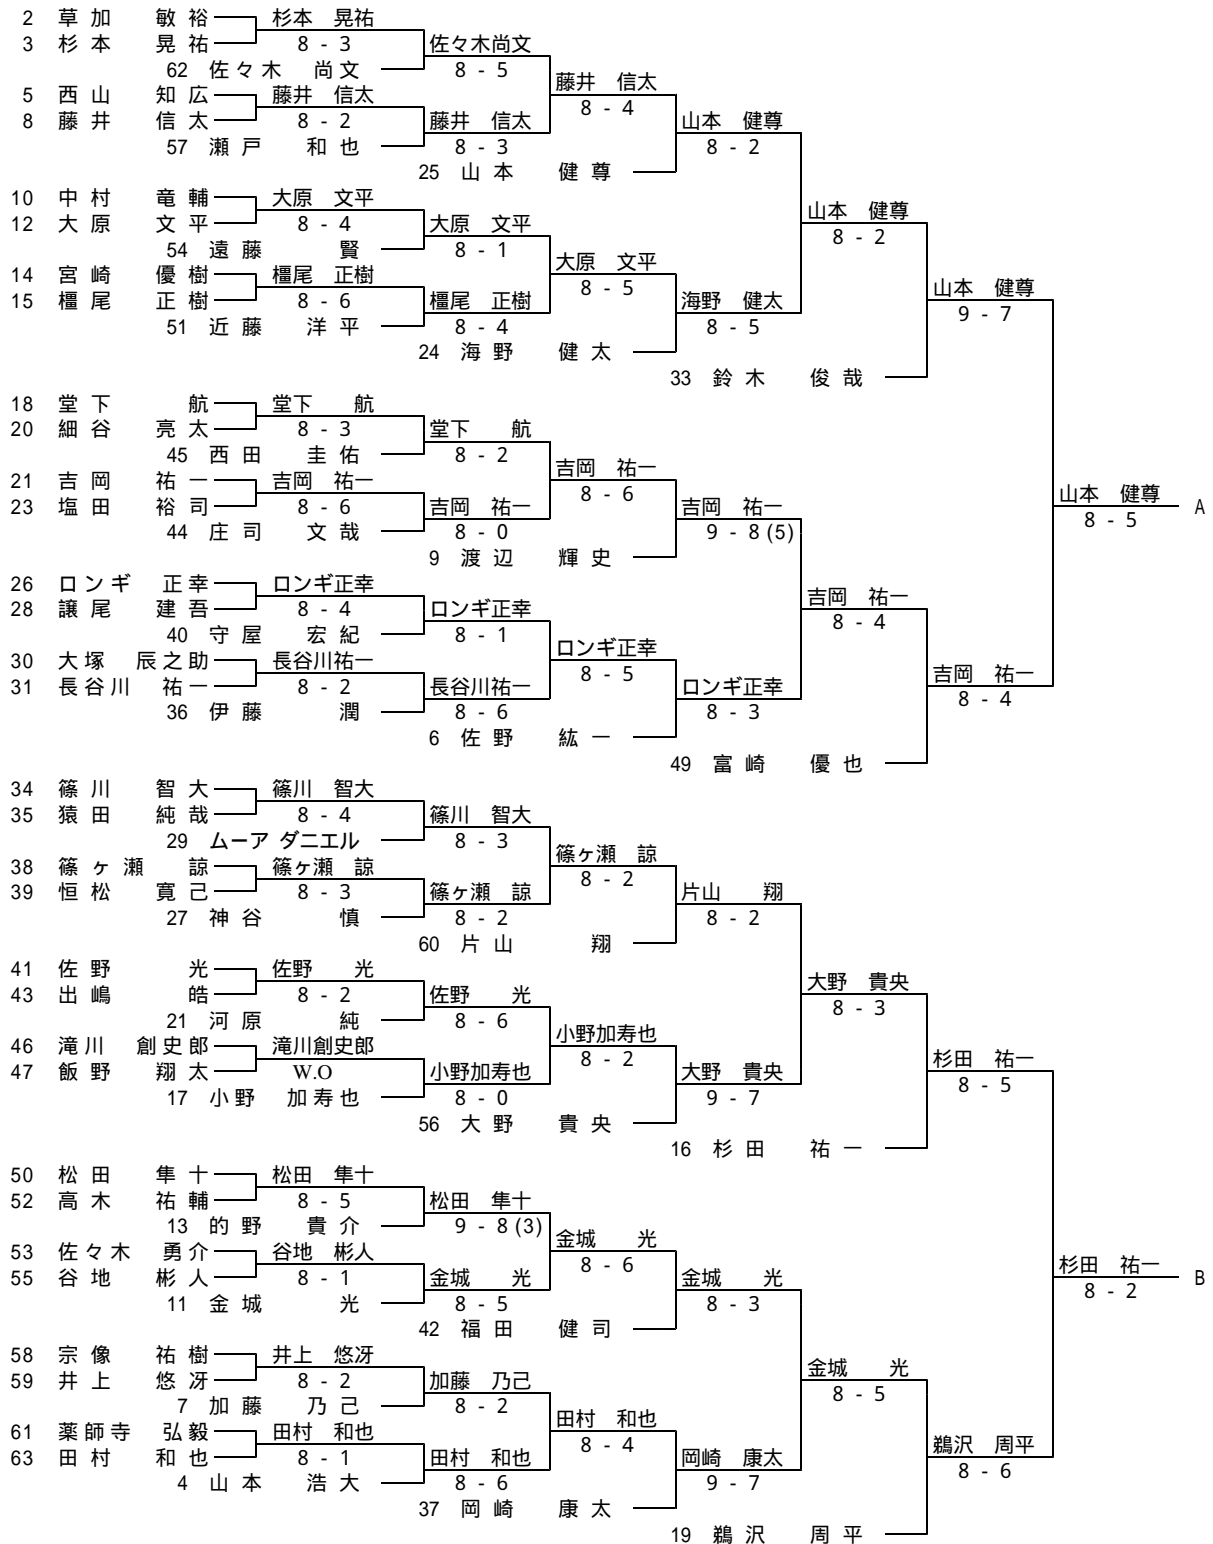 2 草加 敏裕 杉本 晃祐
3 杉本 晃祐 8 - 3 佐々木尚文
62 佐々木 尚文 8 - 5
藤井 信太
5 西山 知広 藤井 信太 8 - 4
8 藤井 信太 8 - 2 藤井 信太 山本 健尊
57 瀬戸 和也 8 - 3 8 - 2
25 山本 健尊
10 中村 竜輔 大原 文平 山本 健尊
12 大原 文平 8 - 4 大原 文平 8 - 2
54 遠藤 賢 8 - 1
大原 文平
14 宮崎 優樹 橿尾 正樹 8 - 5 山本 健尊
15 橿尾 正樹 8 - 6 橿尾 正樹 海野 健太 9 - 7
51 近藤 洋平 8 - 4 8 - 5
24 海野 健太
33 鈴木 俊哉
18 堂下 航 堂下 航
20 細谷 亮太 8 - 3 堂下 航
45 西田 圭佑 8 - 2
吉岡 祐一
21 吉岡 祐一 吉岡 祐一 8 - 6 山本 健尊 A
23 塩田 裕司 8 - 6 吉岡 祐一 吉岡 祐一 8 - 5
44 庄司 文哉 8 - 0 9 - 8 (5)
9 渡辺 輝史
26 ロンギ 正幸 ロンギ正幸 吉岡 祐一
28 譲尾 建吾 8 - 4 ロンギ正幸 8 - 4
40 守屋 宏紀 8 - 1
ロンギ正幸
30 大塚 辰之助 長谷川祐一 8 - 5 吉岡 祐一
31 長谷川 祐一 8 - 2 長谷川祐一 ロンギ正幸 8 - 4
36 伊藤 潤 8 - 6 8 - 3
6 佐野 紘一
49 富崎 優也
34 篠川 智大 篠川 智大
35 猿田 純哉 8 - 4 篠川 智大
29 ムーア ダニエル 8 - 3
篠ヶ瀬 諒
38 篠ヶ瀬 諒 篠ヶ瀬 諒 8 - 2
39 恒松 寛己 8 - 3 篠ヶ瀬 諒 片山 翔
27 神谷 慎 8 - 2 8 - 2
60 片山 翔
41 佐野 光 佐野 光 大野 貴央
43 出嶋 皓 8 - 2 佐野 光 8 - 3
21 河原 純 8 - 6
小野加寿也
46 滝川 創史郎 滝川創史郎 8 - 2 杉田 祐一
47 飯野 翔太 W.O 小野加寿也 大野 貴央 8 - 5
17 小野 加寿也 8 - 0 9 - 7
56 大野 貴央
16 杉田 祐一
50 松田 隼十 松田 隼十
52 高木 祐輔 8 - 5 松田 隼十
13 的野 貴介 9 - 8 (3)
金城 光
53 佐々木 勇介 谷地 彬人 8 - 6 杉田 祐一 B
55 谷地 彬人 8 - 1 金城 光 金城 光 8 - 2
11 金城 光 8 - 5 8 - 3
42 福田 健司
58 宗像 祐樹 井上 悠冴 金城 光
59 井上 悠冴 8 - 2 加藤 乃己 8 - 5
7 加藤 乃己 8 - 2
田村 和也
61 薬師寺 弘毅 田村 和也 8 - 4 鵜沢 周平
63 田村 和也 8 - 1 田村 和也 岡崎 康太 8 - 6
4 山本 浩大 8 - 6 9 - 7
37 岡崎 康太
19 鵜沢 周平